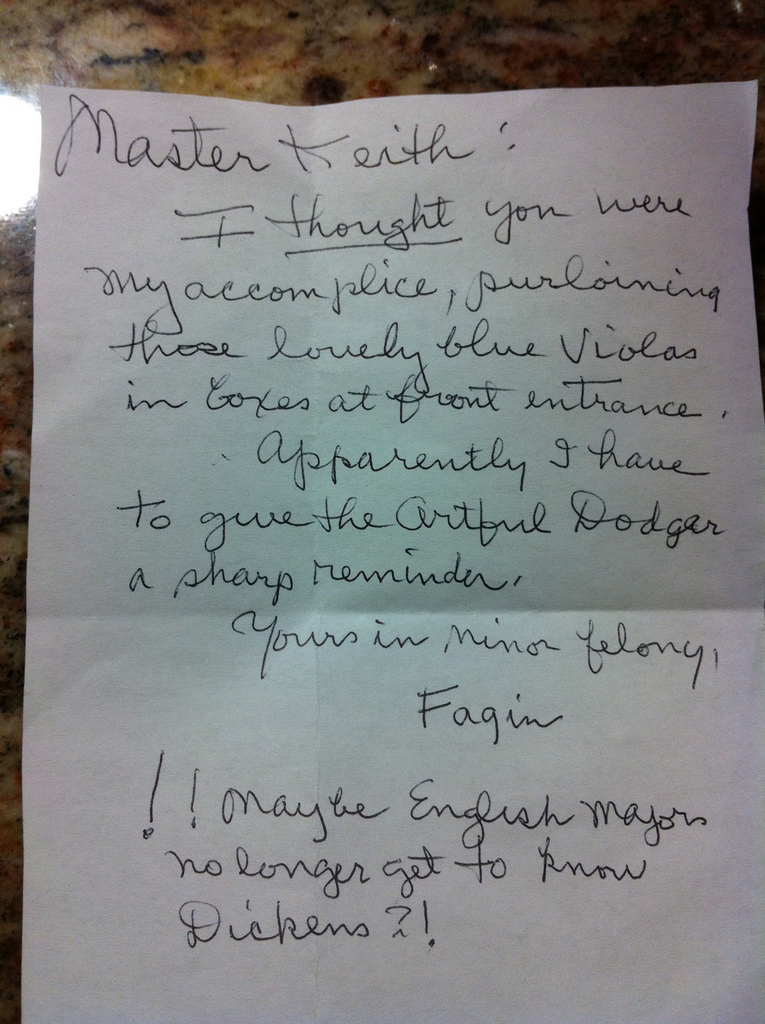 Master Keith:
I thought you were
my accomplice, purloining
those lovely blue Violas
in boxes at front entrance.
Apparently I have
to give the Artful Dodger
a sharp reminder.
Yours in minor felony,
Fagin
!! Maybe English Majors
no longer get to know
Dickens?!